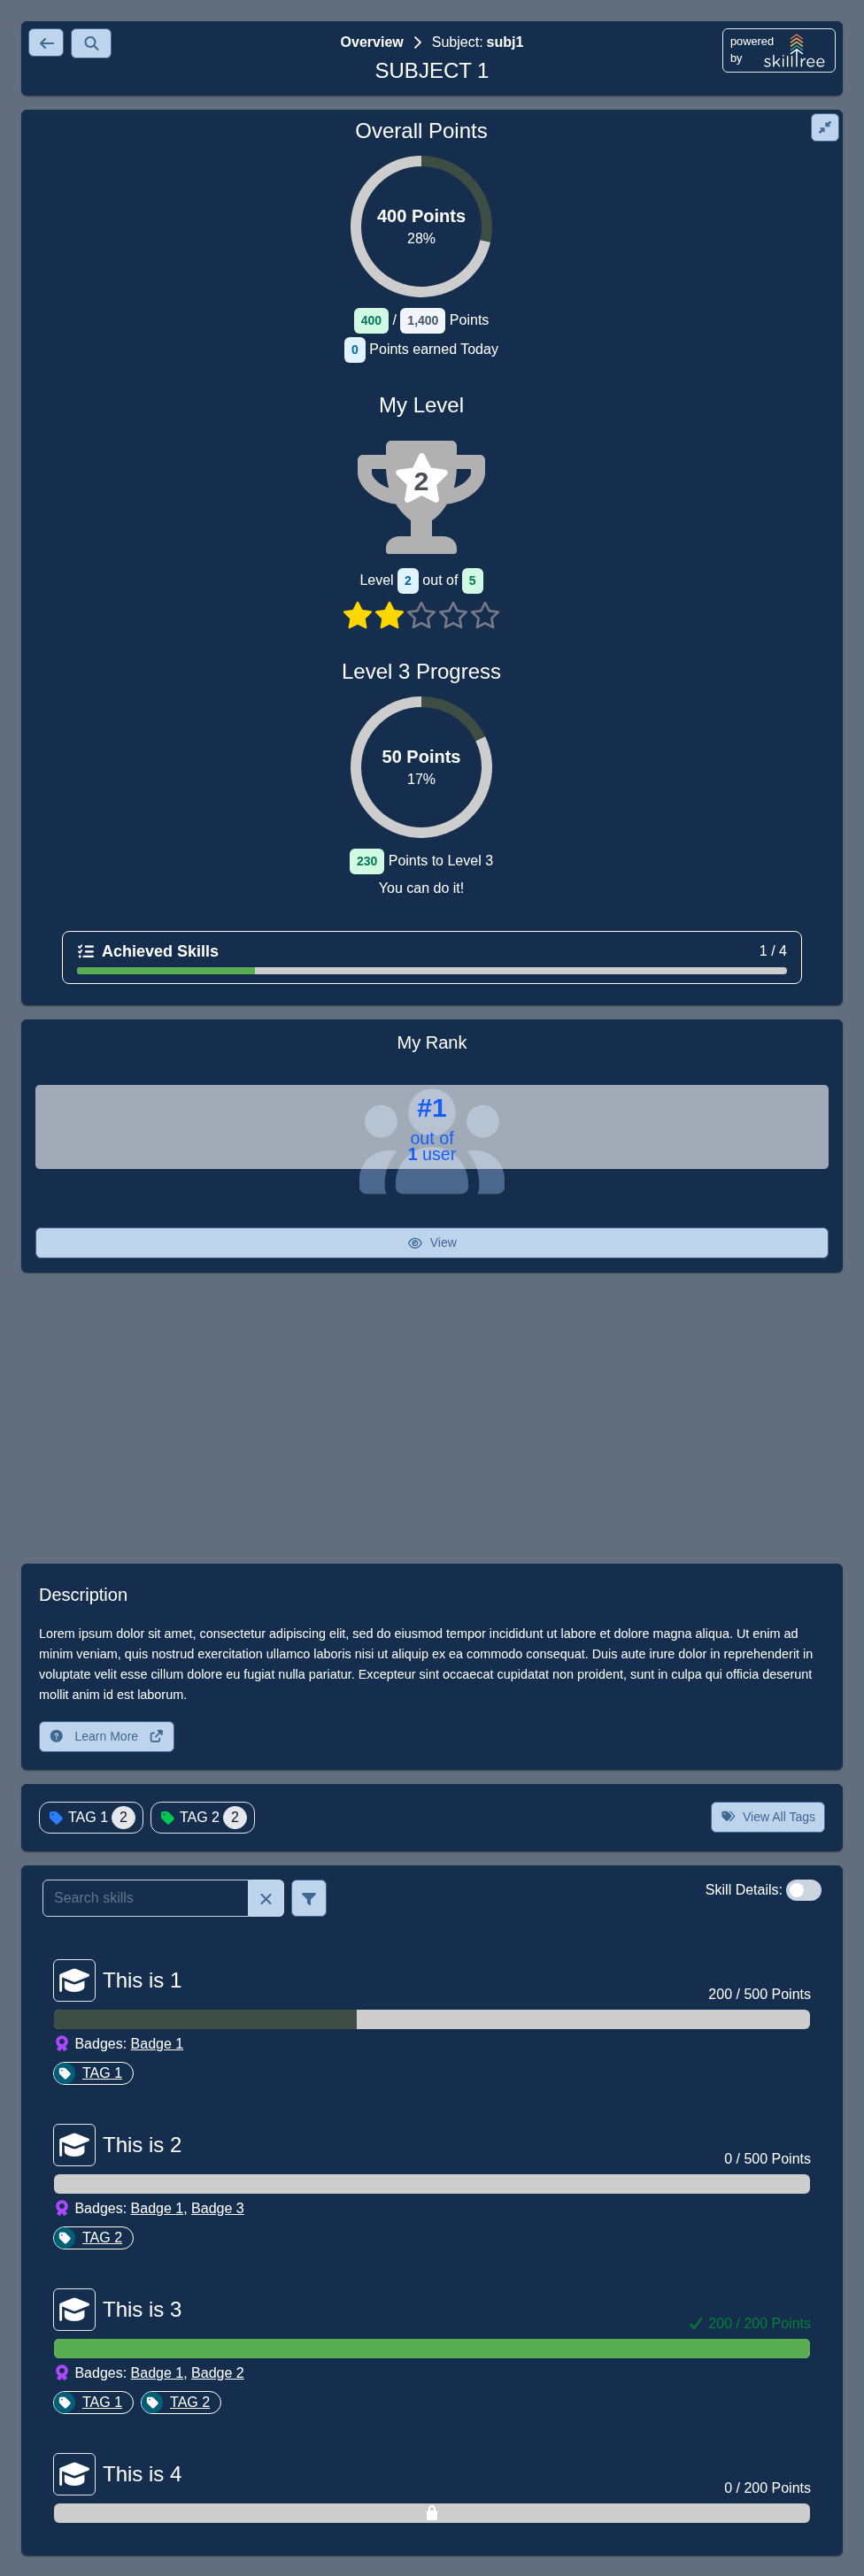 Overview > Subject: subj1
SUBJECT 1
powered
by skilltree
Overall Points
400 Points
28%
400 / 1,400 Points
0 Points earned Today
My Level
2
Level 2 out of 5
Level 3 Progress
50 Points
17%
230 Points to Level 3
You can do it!
Achieved Skills 1 / 4
My Rank
#1
out of
1 user
View
Description
Lorem ipsum dolor sit amet, consectetur adipiscing elit, sed do eiusmod tempor incididunt ut labore et dolore magna aliqua. Ut enim ad
minim veniam, quis nostrud exercitation ullamco laboris nisi ut aliquip ex ea commodo consequat. Duis aute irure dolor in reprehenderit in
voluptate velit esse cillum dolore eu fugiat nulla pariatur. Excepteur sint occaecat cupidatat non proident, sunt in culpa qui officia deserunt
mollit anim id est laborum.
Learn More
TAG 1 2 TAG 2 2 View All Tags
Search skills Skill Details:
This is 1
200 / 500 Points
Badges: Badge 1
TAG 1
This is 2
0 / 500 Points
Badges: Badge 1, Badge 3
TAG 2
This is 3
200 / 200 Points
Badges: Badge 1, Badge 2
TAG 1 TAG 2
This is 4
0 / 200 Points